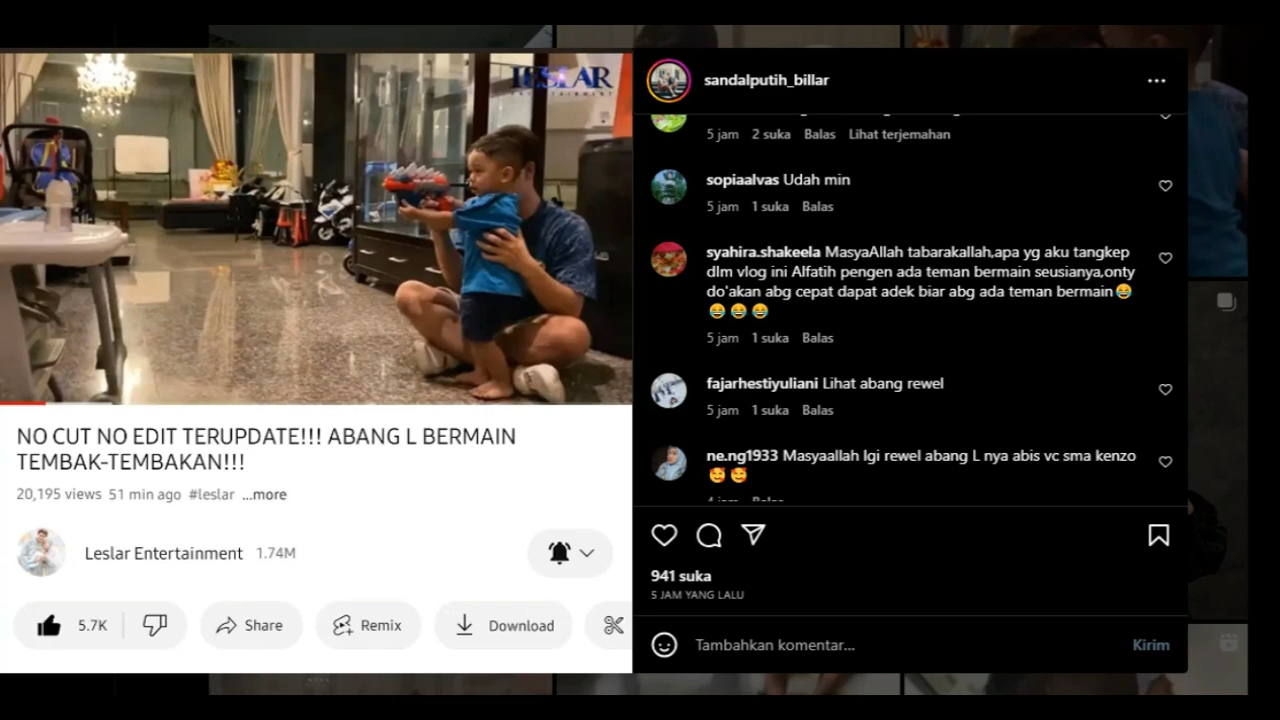 LESLAR
ENTERTAINMENT
NO CUT NO EDIT TERUPDATE!!! ABANG L BERMAIN
TEMBAK-TEMBAKAN!!!
20,195 views 51 min ago #leslar ...more
Leslar Entertainment 1.74M
5.7K
Share
Remix
Download
sandalputih_billar
5 jam 2 suka Balas Lihat terjemahan
sopiaalvas Udah min
5 jam 1 suka Balas
syahira.shakeela MasyaAllah tabarakallah,apa yg aku tangkep
dlm vlog ini Alfatih pengen ada teman bermain seusianya,onty
do'akan abg cepat dapat adek biar abg ada teman bermain😂
😂😂😂
5 jam 1 suka Balas
fajarhestiyuliani Lihat abang rewel
5 jam 1 suka Balas
ne.ng1933 Masyaallah lgi rewel abang L nya abis vc sma kenzo
🥰🥰
4 jam Balas
941 suka
5 JAM YANG LALU
Tambahkan komentar...
Kirim